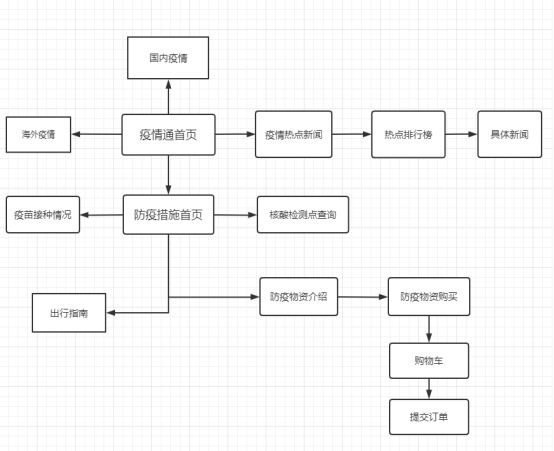 国内疫情
海外疫情
疫情通首页
疫情热点新闻
热点排行榜
具体新闻
疫苗接种情况
防疫措施首页
核酸检测点查询
出行指南
防疫物资介绍
防疫物资购买
购物车
提交订单